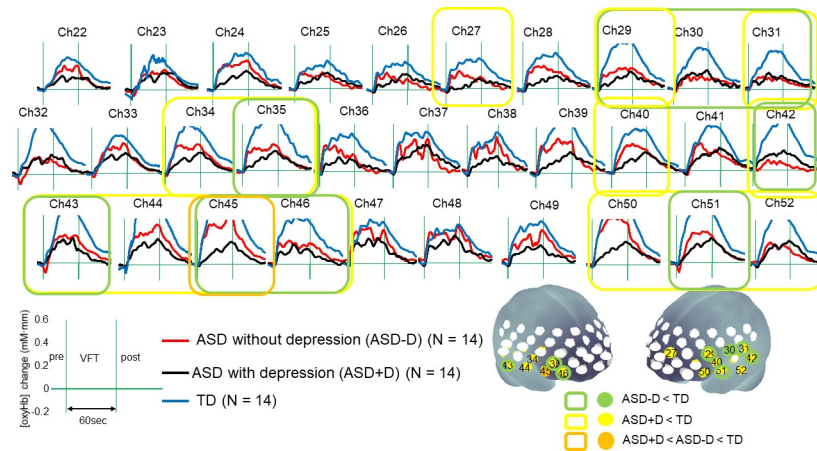 Ch22 Ch23 Ch24 Ch25 Ch26 Ch27 Ch28 Ch29 Ch30 Ch31
Ch32 Ch33 Ch34 Ch35 Ch36 Ch37 Ch38 Ch39 Ch40 Ch41 Ch42
Ch43 Ch44 Ch45 Ch46 Ch47 Ch48 Ch49 Ch50 Ch51 Ch52
[oxyHb] change (mM·mm)
0.6
0.4
0.2
0
-0.2
pre VFT post
60sec
ASD without depression (ASD-D) (N = 14)
ASD with depression (ASD+D) (N = 14)
TD (N = 14)
43 44 34 45 35 46
27 29 30 31 40 42 50 51 52
ASD-D < TD
ASD+D < TD
ASD+D < ASD-D < TD